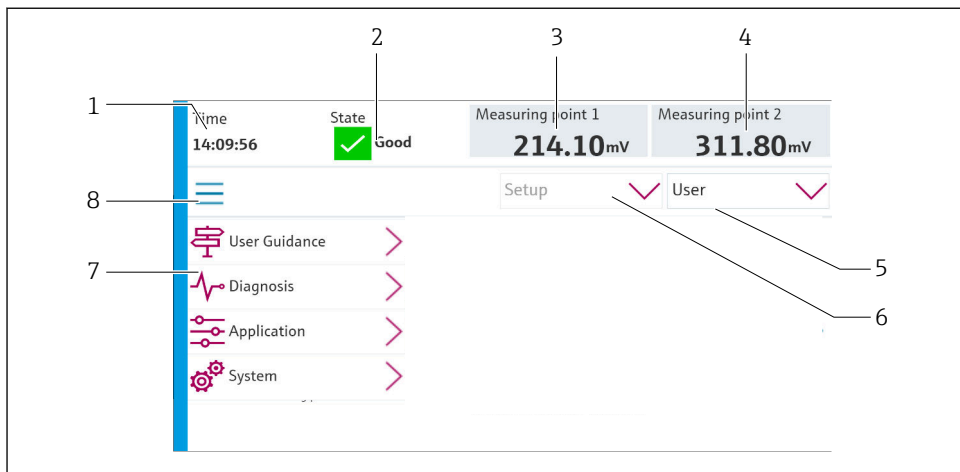 2 3 4
1
Time State Measuring point 1 Measuring point 2
14:09:56 Good 214.10mV 311.80mV
8
Setup User
User Guidance
7
Diagnosis
5
Application
6
System